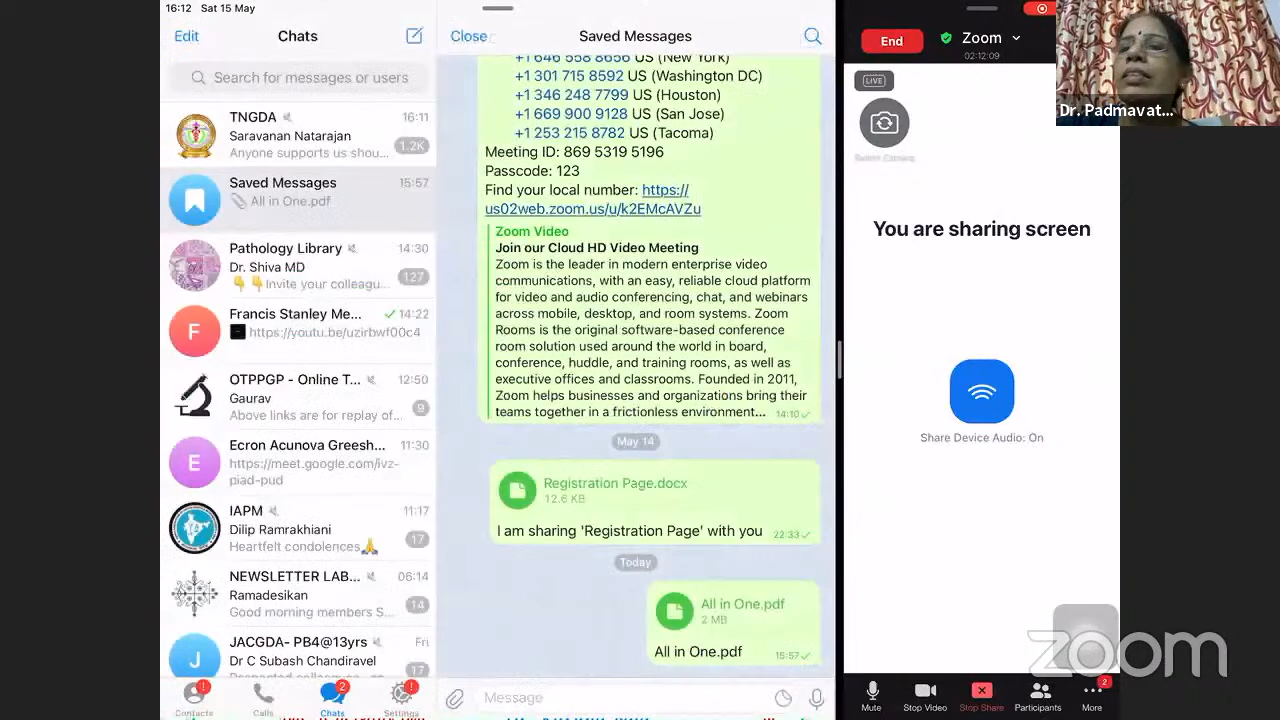 16:12 Sat 15 May
Edit
Chats
Search for messages or users
TNGDA
16:11
Saravanan Natarajan
Anyone supports us shou...
1.2K
Saved Messages
15:57
All in One.pdf
Pathology Library
14:30
Dr. Shiva MD
👇👇Invite your colleagu...
127
F
Francis Stanley Me...
14:22
https://youtu.be/uzirbwf00c4
OTPPGP - Online T...
12:50
Gaurav
Above links are for replay of...
9
E
Ecron Acunova Greesh...
11:30
https://meet.google.com/ivz-
piad-pud
IAPM
11:17
Dilip Ramrakhiani
Heartfelt condolences🙏
17
NEWSLETTER LAB...
06:14
Ramadesikan
Good morning members S...
14
J
JACGDA- PB4@13yrs
Fri
Dr C Subash Chandiravel
17
Contacts
Calls
2
Chats
Settings
Close
Saved Messages
+1 646 558 8656 US (New York)
+1 301 715 8592 US (Washington DC)
+1 346 248 7799 US (Houston)
+1 669 900 9128 US (San Jose)
+1 253 215 8782 US (Tacoma)
Meeting ID: 869 5319 5196
Passcode: 123
Find your local number: https://
us02web.zoom.us/u/k2EMcAVZu
Zoom Video
Join our Cloud HD Video Meeting
Zoom is the leader in modern enterprise video
communications, with an easy, reliable cloud platform
for video and audio conferencing, chat, and webinars
across mobile, desktop, and room systems. Zoom
Rooms is the original software-based conference
room solution used around the world in board,
conference, huddle, and training rooms, as well as
executive offices and classrooms. Founded in 2011,
Zoom helps businesses and organizations bring their
teams together in a frictionless environment...
14:10
May 14
Registration Page.docx
12.6 KB
I am sharing 'Registration Page' with you
22:33
Today
All in One.pdf
2 MB
All in One.pdf
15:57
Message
End
Zoom
02:12:09
LIVE
Switch Camera
Dr. Padmavat...
You are sharing screen
Share Device Audio: On
zoom
Mute
Stop Video
Stop Share
Participants
2
More